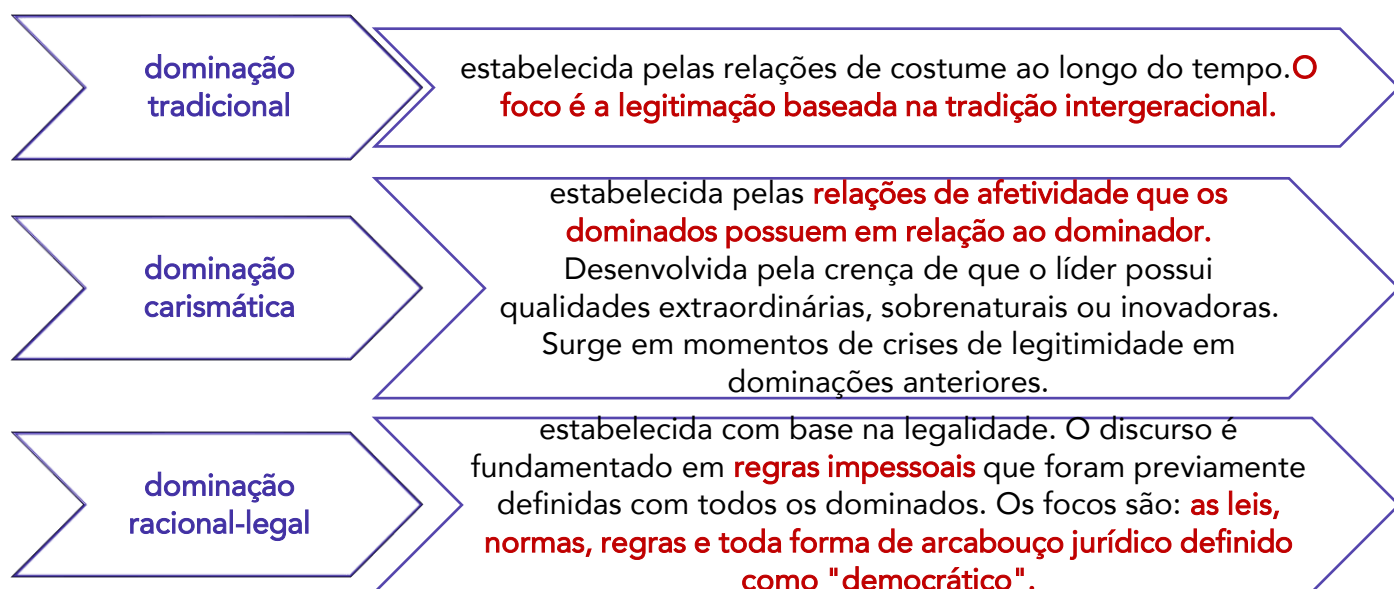 dominação
tradicional
estabelecida pelas relações de costume ao longo do tempo.O
foco é a legitimação baseada na tradição intergeracional.
dominação
carismática
estabelecida pelas relações de afetividade que os
dominados possuem em relação ao dominador.
Desenvolvida pela crença de que o líder possui
qualidades extraordinárias, sobrenaturais ou inovadoras.
Surge em momentos de crises de legitimidade em
dominações anteriores.
dominação
racional-legal
estabelecida com base na legalidade. O discurso é
fundamentado em regras impessoais que foram previamente
definidas com todos os dominados. Os focos são: as leis,
normas, regras e toda forma de arcabouço jurídico definido
como "democrático".